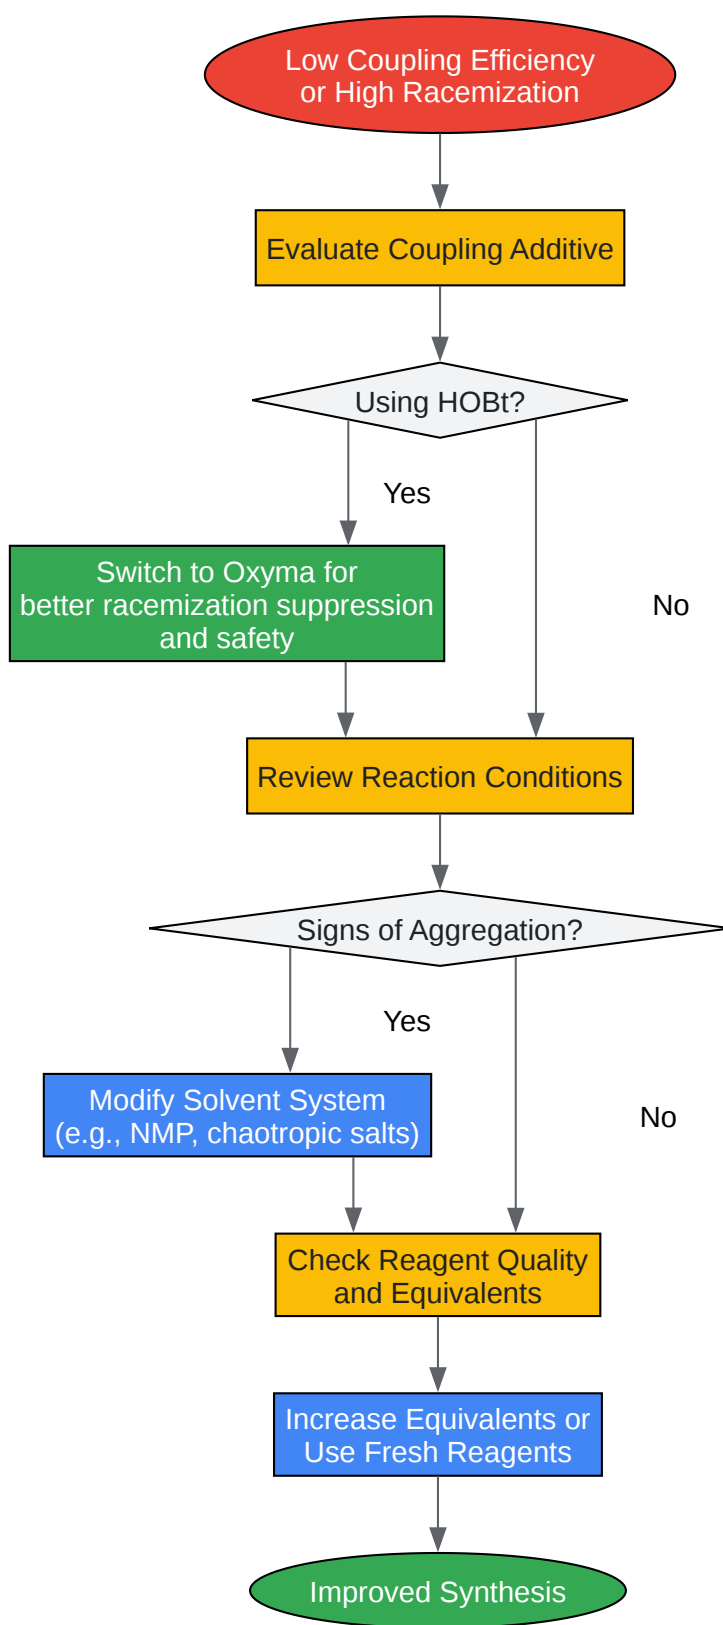 Low Coupling Efficiency
or High Racemization
Evaluate Coupling Additive
Using HOBt?
Yes
Switch to Oxyma for
better racemization suppression
and safety
No
Review Reaction Conditions
Signs of Aggregation?
Yes
Modify Solvent System
(e.g., NMP, chaotropic salts)
No
Check Reagent Quality
and Equivalents
Increase Equivalents or
Use Fresh Reagents
Improved Synthesis